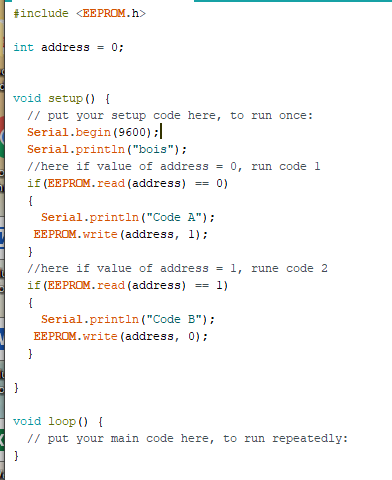 #include <EEPROM.h>
int address = 0;
void setup() {
// put your setup code here, to run once:
Serial.begin(9600);
Serial.println("bois");
//here if value of address = 0, run code 1
if(EEPROM.read(address) == 0)
{
Serial.println("Code A");
EEPROM.write(address, 1);
}
//here if value of address = 1, rune code 2
if(EEPROM.read(address) == 1)
{
Serial.println("Code B");
EEPROM.write(address, 0);
}
}
void loop() {
// put your main code here, to run repeatedly:
}